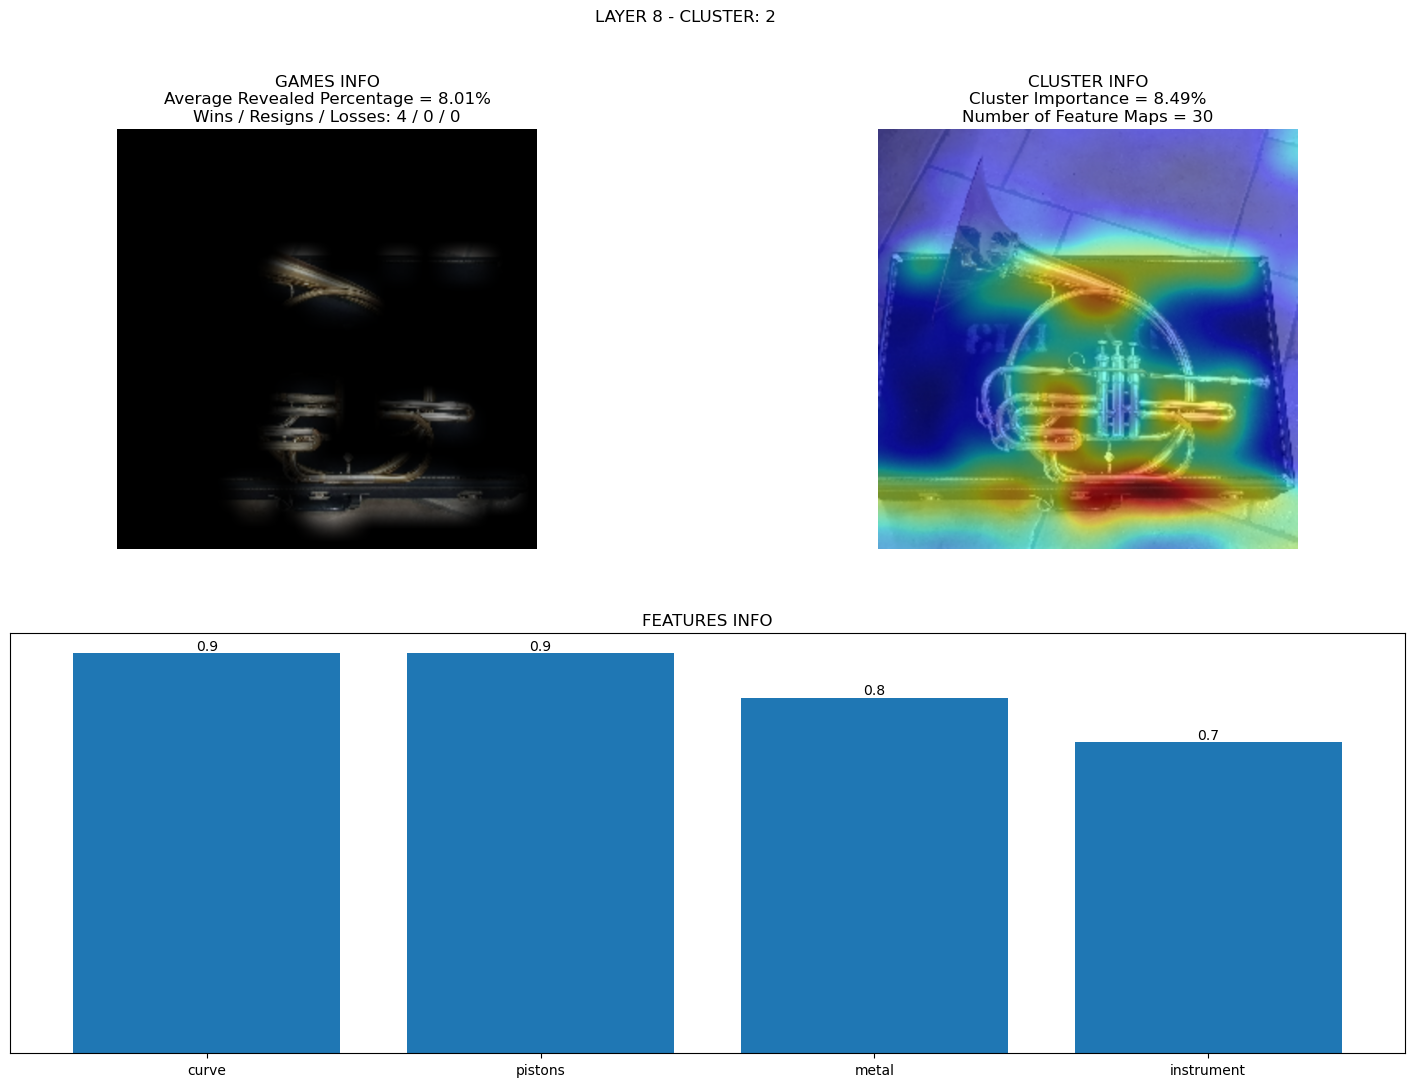 LAYER 8 - CLUSTER: 2
GAMES INFO
Average Revealed Percentage = 8.01%
Wins / Resigns / Losses: 4 / 0 / 0
CLUSTER INFO
Cluster Importance = 8.49%
Number of Feature Maps = 30
FEATURES INFO
0.9
0.9
0.8
0.7
curve
pistons
metal
instrument